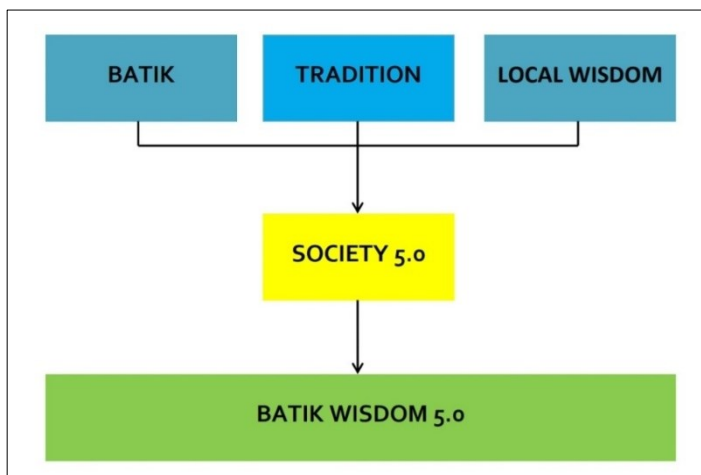 BATIK
TRADITION
LOCAL WISDOM
SOCIETY 5.0
BATIK WISDOM 5.0